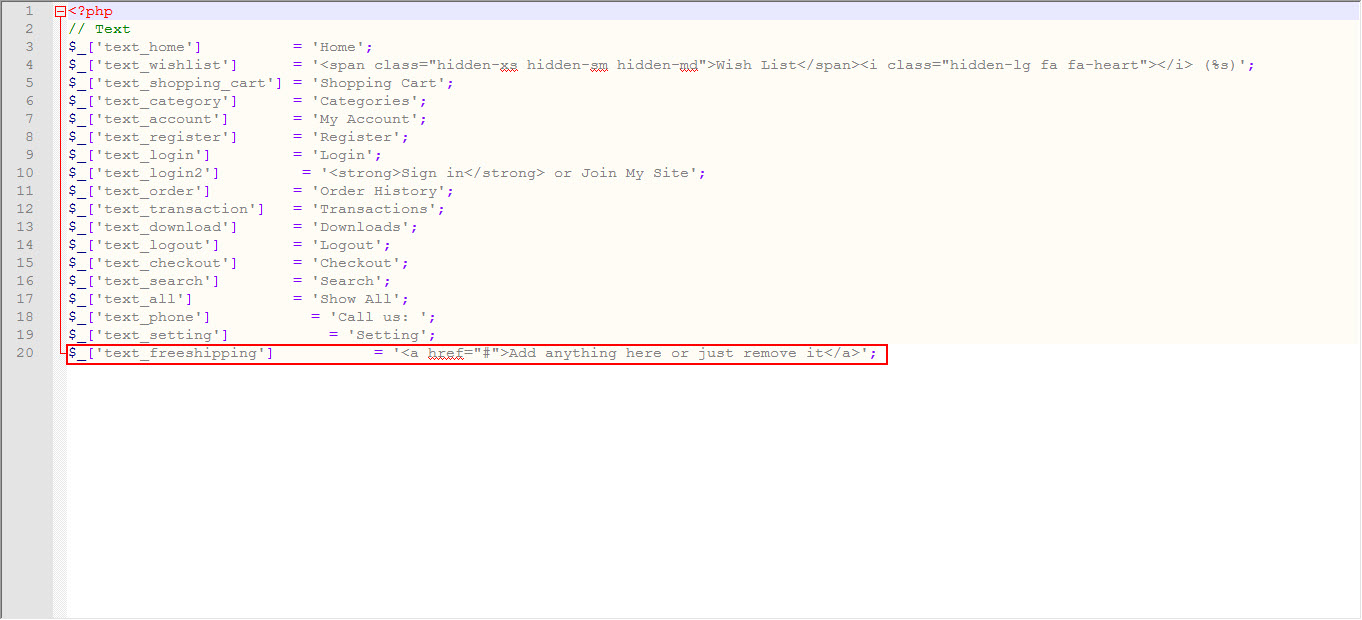 1 <?php
2 // Text
3 $_['text_home']          = 'Home';
4 $_['text_wishlist']      = '<span class="hidden-xs hidden-sm hidden-md">Wish List</span><i class="hidden-lg fa fa-heart"></i> (%s)';
5 $_['text_shopping_cart'] = 'Shopping Cart';
6 $_['text_category']      = 'Categories';
7 $_['text_account']       = 'My Account';
8 $_['text_register']      = 'Register';
9 $_['text_login']         = 'Login';
10 $_['text_login2']         = '<strong>Sign in</strong> or Join My Site';
11 $_['text_order']         = 'Order History';
12 $_['text_transaction']   = 'Transactions';
13 $_['text_download']      = 'Downloads';
14 $_['text_logout']        = 'Logout';
15 $_['text_checkout']      = 'Checkout';
16 $_['text_search']        = 'Search';
17 $_['text_all']           = 'Show All';
18 $_['text_phone']           = 'Call us: ';
19 $_['text_setting']           = 'Setting';
20 $_['text_freeshipping']           = '<a href="#">Add anything here or just remove it</a>';